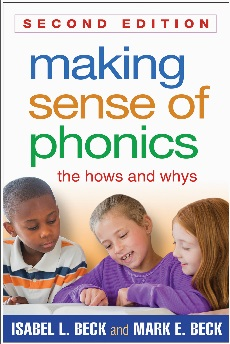 SECOND EDITION
making
sense of
phonics
the hows and whys
ISABEL L. BECK and MARK E. BECK